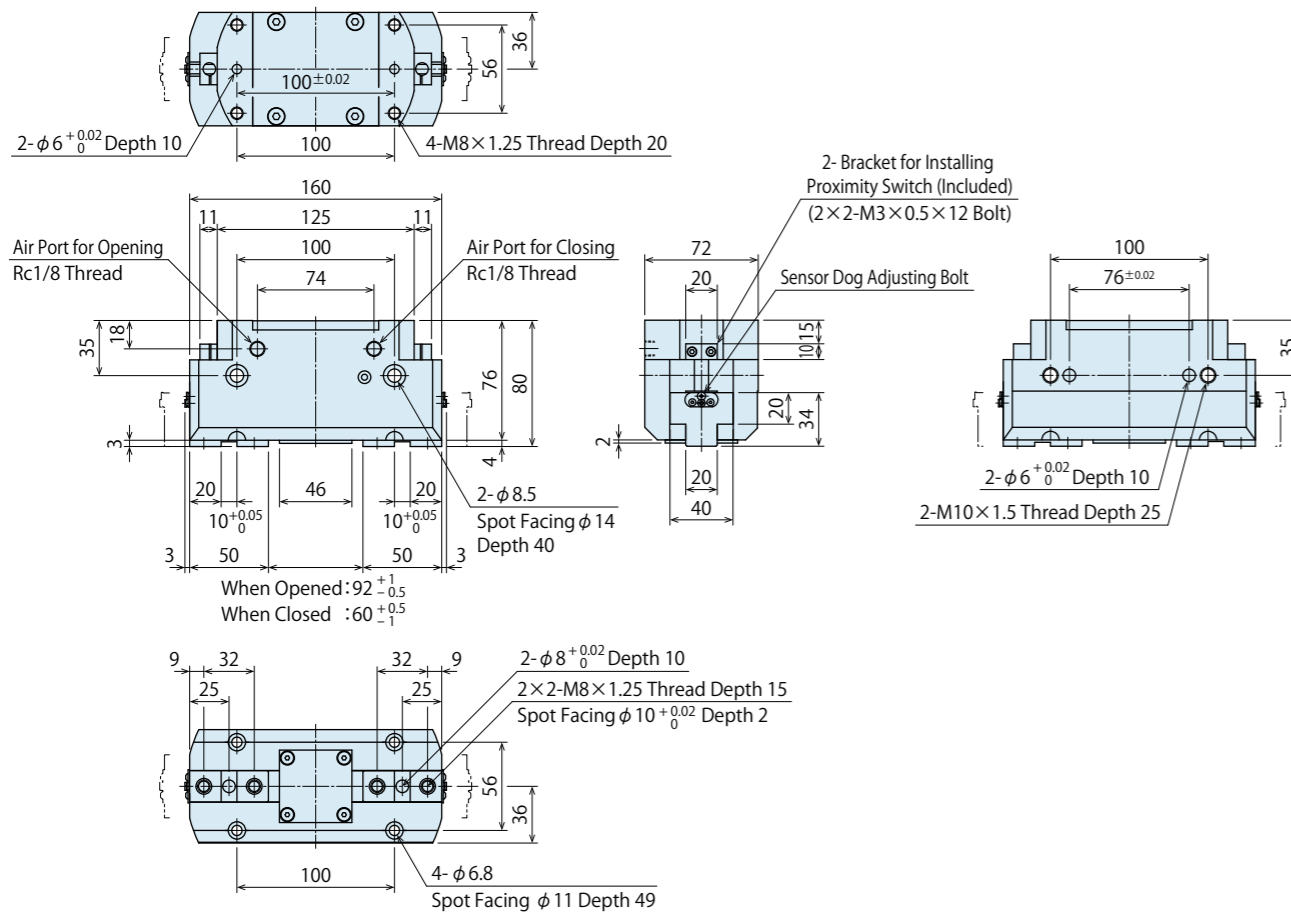 36
56
100±0.02
2-φ6 +0.02 0 Depth 10
100
4-M8×1.25 Thread Depth 20
160
11
125
11
Air Port for Opening
Rc1/8 Thread
100
74
Air Port for Closing
Rc1/8 Thread
35
18
76
80
3
4
20
46
20
10+0.05 0
10+0.05 0
3
50
50
3
2-φ8.5
Spot Facing φ14
Depth 40
When Opened:92 +1 −0.5
When Closed :60 +0.5 −1
2- Bracket for Installing
Proximity Switch (Included)
(2×2-M3×0.5×12 Bolt)
72
20
Sensor Dog Adjusting Bolt
15
10
20
34
2
20
40
100
76±0.02
35
2-φ6 +0.02 0 Depth 10
2-M10×1.5 Thread Depth 25
9
32
32
9
25
25
2-φ8 +0.02 0 Depth 10
2×2-M8×1.25 Thread Depth 15
Spot Facing φ10 +0.02 0 Depth 2
56
36
100
4-φ6.8
Spot Facing φ11 Depth 49